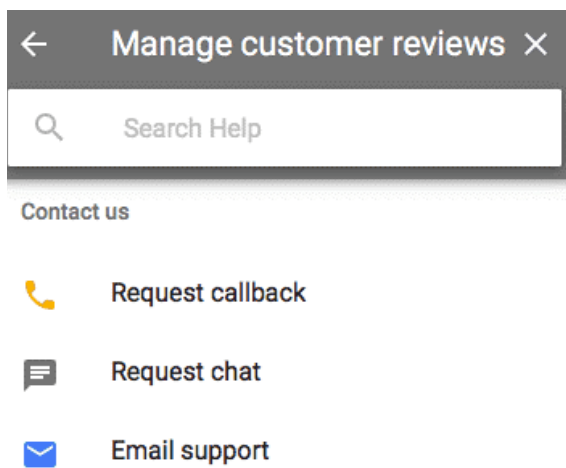 Manage customer reviews
Search Help
Contact us
Request callback
Request chat
Email support